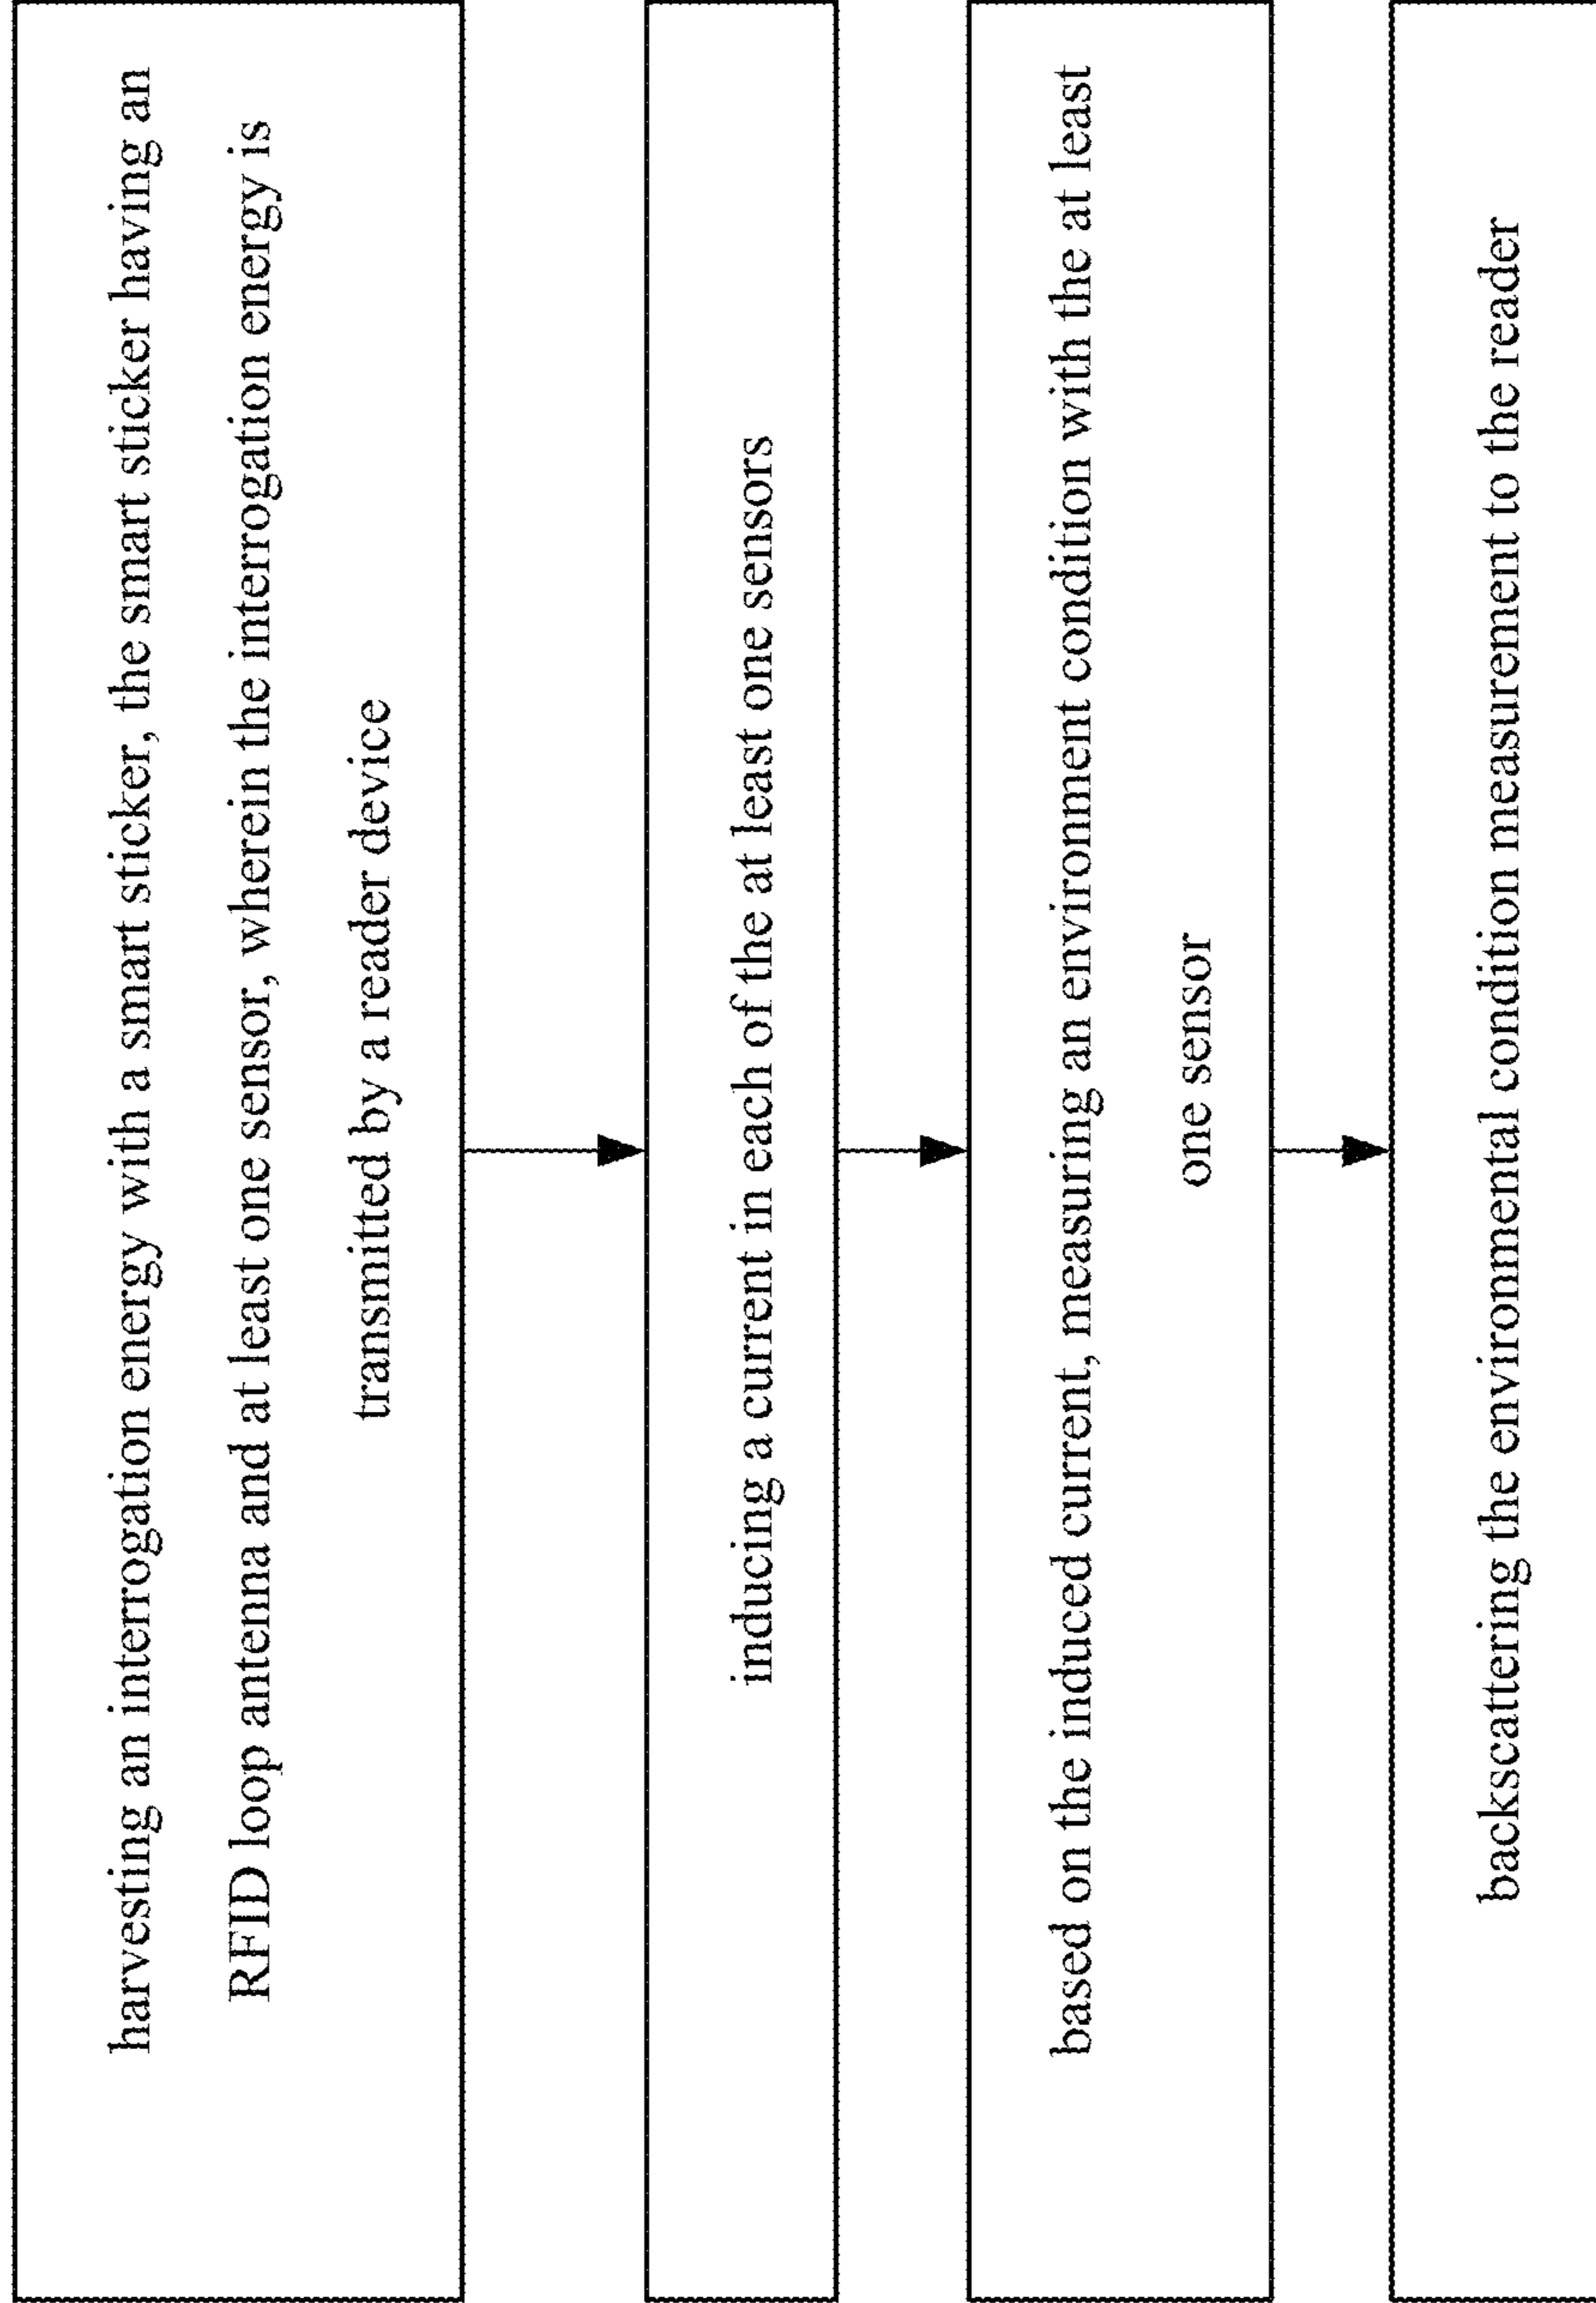 harvesting an interrogation energy with a smart sticker, the smart sticker having an
RFID loop antenna and at least one sensor, wherein the interrogation energy is
transmitted by a reader device
inducing a current in each of the at least one sensors
based on the induced current, measuring an environment condition with the at least
one sensor
backscattering the environmental condition measurement to the reader